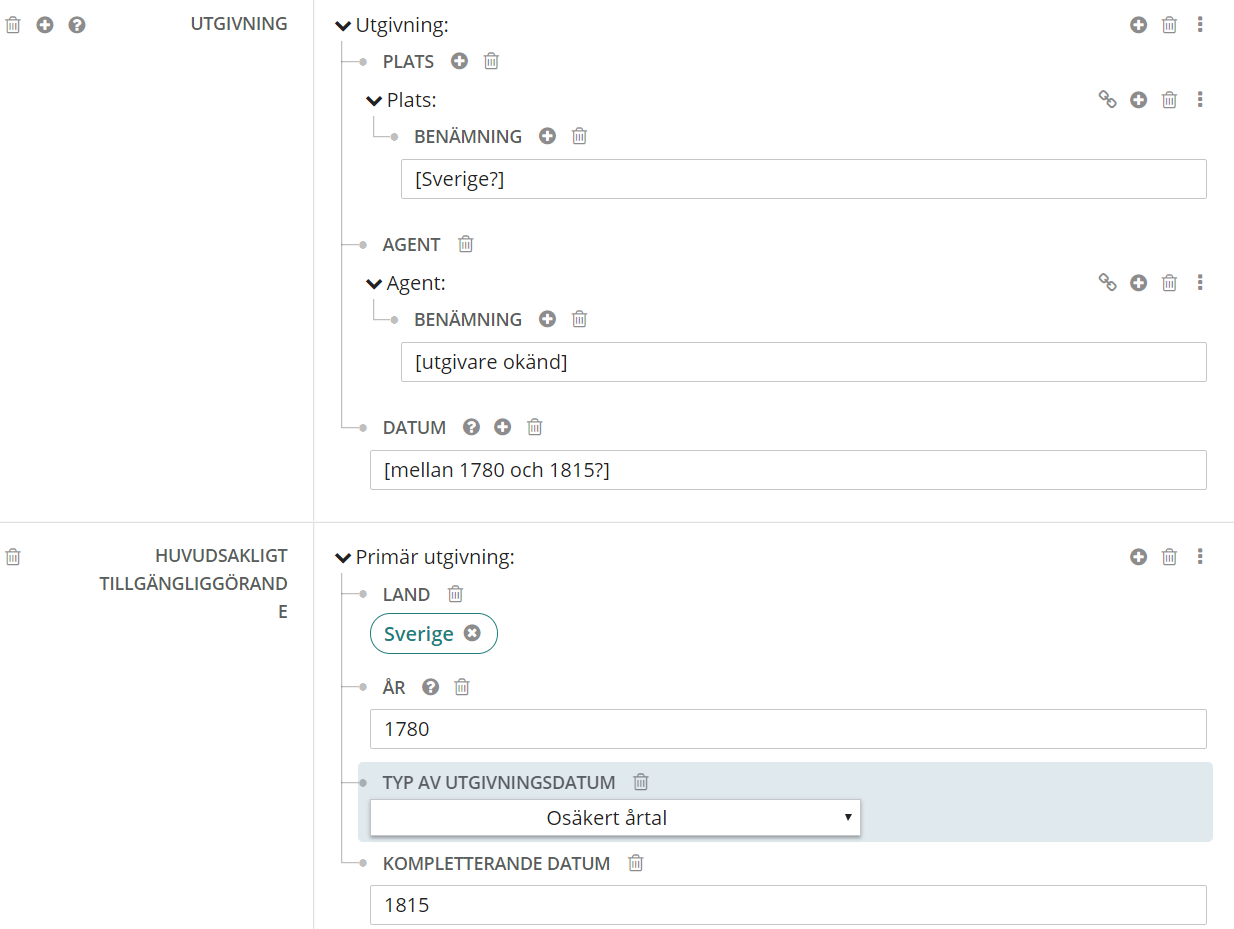 UTGIVNING
Utgivning:
PLATS
Plats:
BENÄMNING
[Sverige?]
AGENT
Agent:
BENÄMNING
[utgivare okänd]
DATUM
[mellan 1780 och 1815?]
HUVUDSAKLIGT
TILLGÄNGLIGGÖRAND
E
Primär utgivning:
LAND
Sverige
ÅR
1780
TYP AV UTGIVNINGSDATUM
Osäkert årtal
KOMPLETTERANDE DATUM
1815